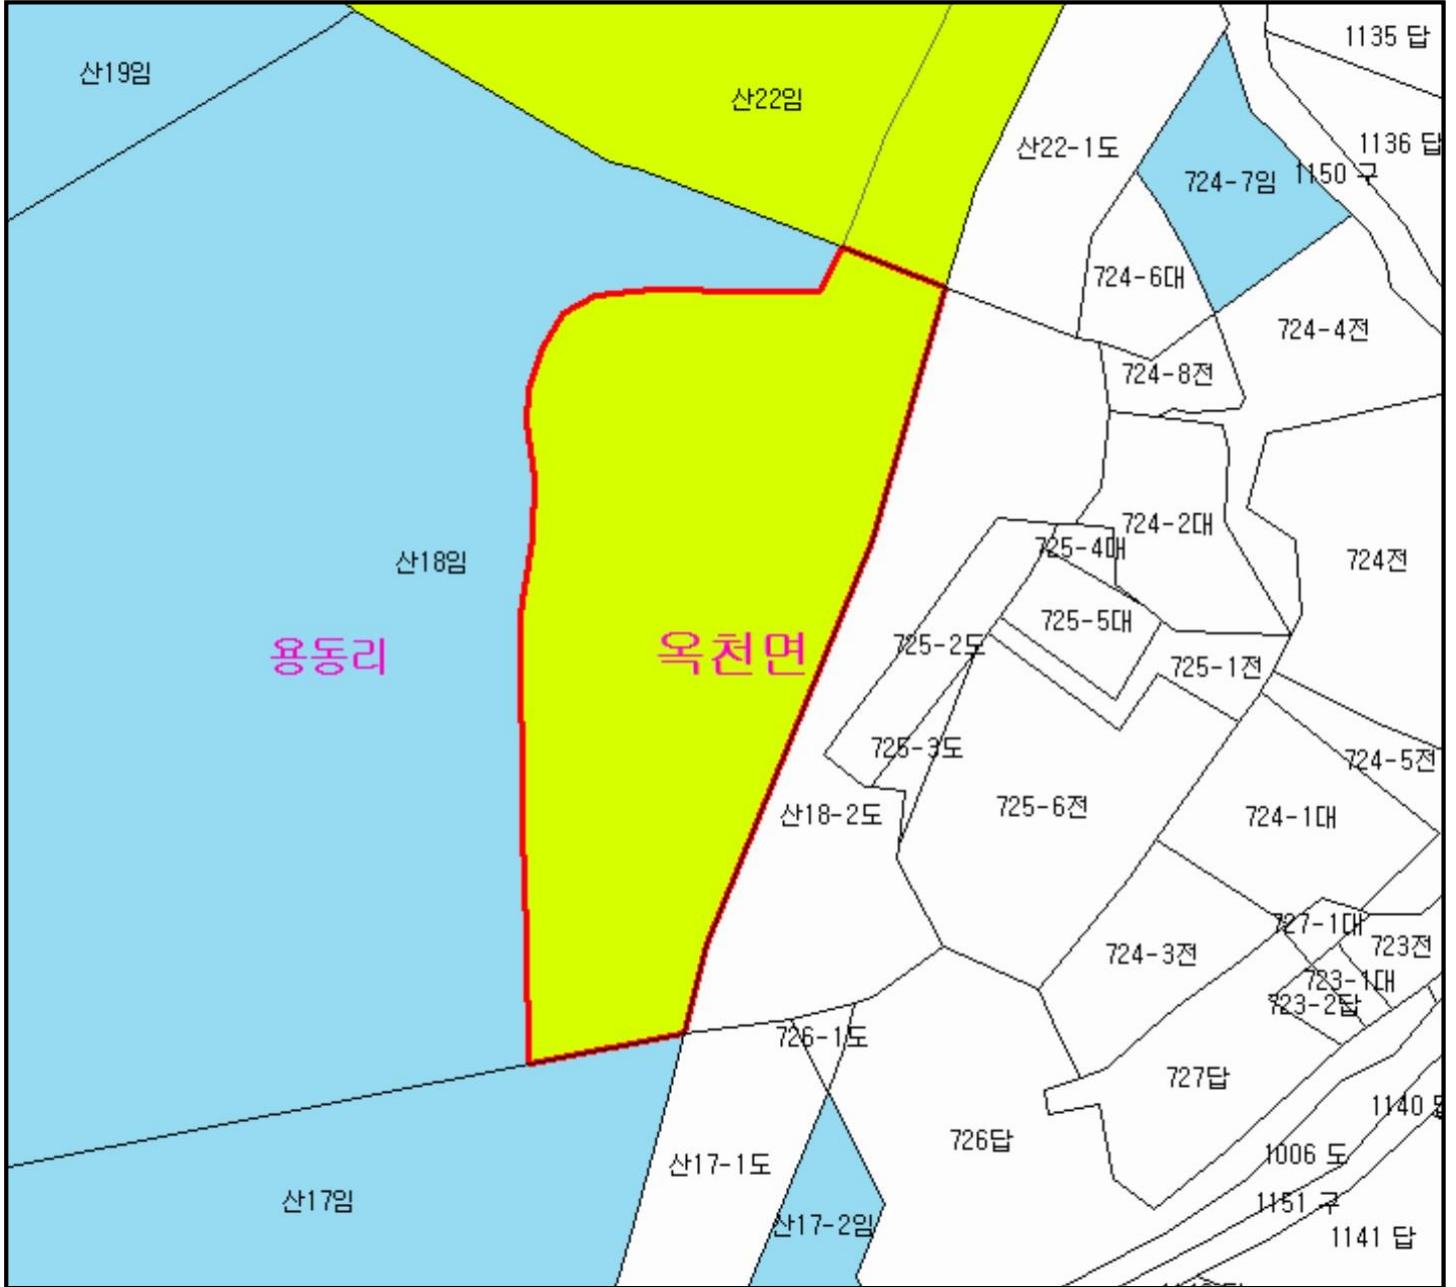 1135 답
산19임
산22임
1136 답
산22-1도
1150 구
724-7임
724-6대
724-4전
724-8전
724-2대
725-4대
724전
산18임
725-5대
725-2도
용동리
옥천면
725-1전
725-3도
724-5전
725-6전
산18-2도
724-1대
727-1대
723전
724-3전
723-1대
723-2답
726-1도
727답
1140
726답
1006 도
산17-1도
산17임
1151 구
산17-2임
1141 답